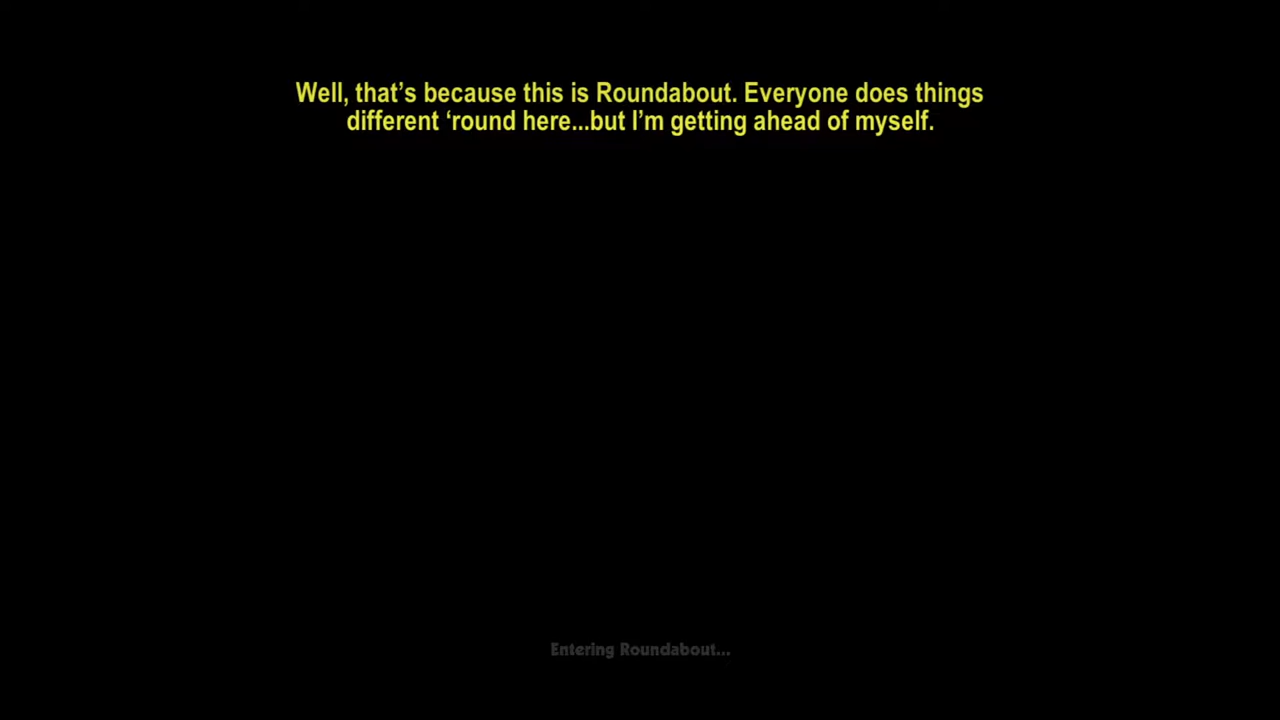 Well, that’s because this is Roundabout. Everyone does things
different ‘round here...but I’m getting ahead of myself.
Entering Roundabout...